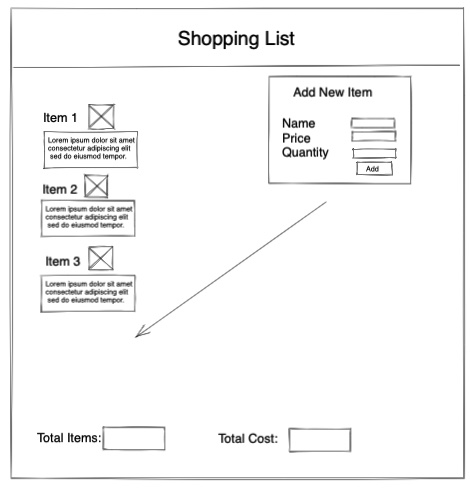 Shopping List
Item 1
Lorem ipsum dolor sit amet
consectetur adipiscing elit
sed do eiusmod tempor.
Item 2
Lorem ipsum dolor sit amet
consectetur adipiscing elit
sed do eiusmod tempor.
Item 3
Lorem ipsum dolor sit amet
consectetur adipiscing elit
sed do eiusmod tempor.
Add New Item
Name
Price
Quantity
Add
Total Items:
Total Cost: